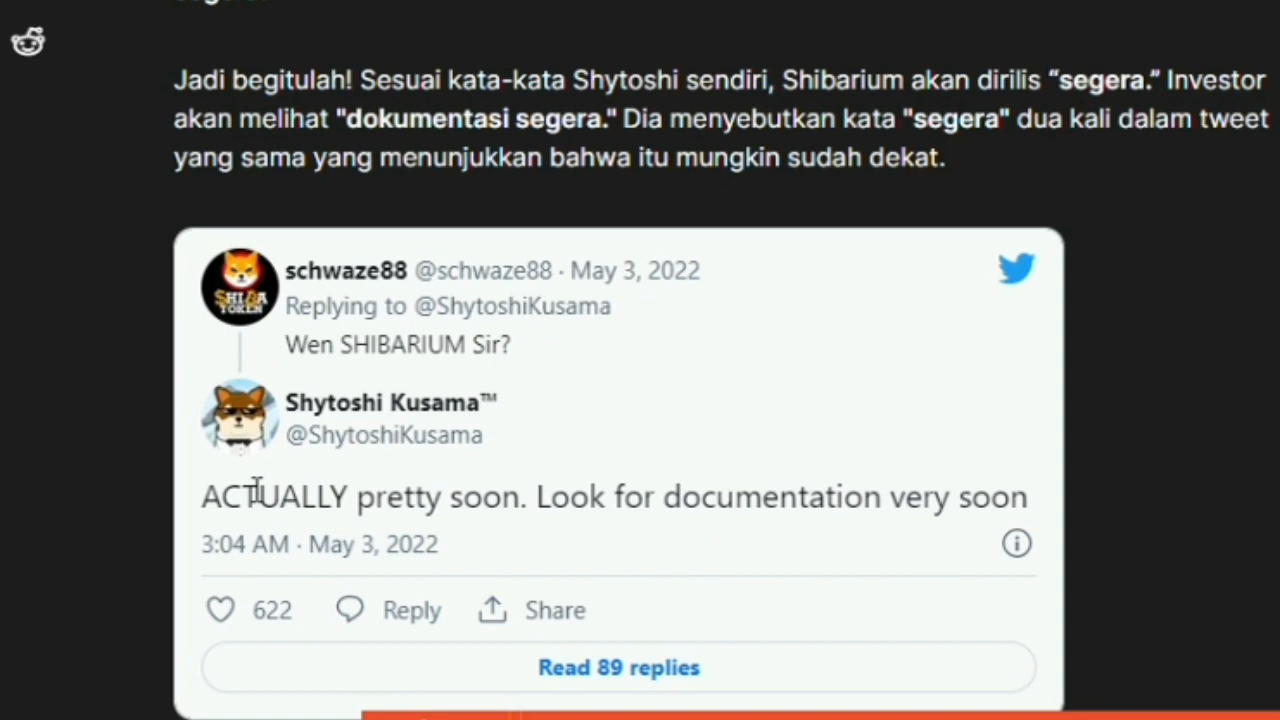 Jadi begitulah! Sesuai kata-kata Shytoshi sendiri, Shibarium akan dirilis “segera.” Investor
akan melihat "dokumentasi segera." Dia menyebutkan kata "segera" dua kali dalam tweet
yang sama yang menunjukkan bahwa itu mungkin sudah dekat.
schwaze88 @schwaze88 · May 3, 2022
Replying to @ShytoshiKusama
Wen SHIBARIUM Sir?
SHIBA
TOKEN
Shytoshi Kusama™
@ShytoshiKusama
ACTUALLY pretty soon. Look for documentation very soon
3:04 AM · May 3, 2022
622 Reply Share
Read 89 replies